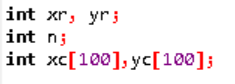 int xr, yr;
int n;
int xc[100],yc[100];